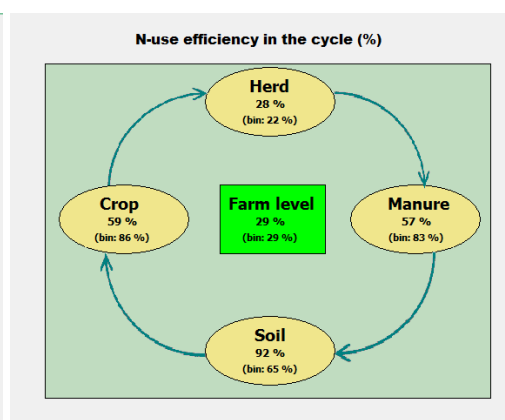 N-use efficiency in the cycle (%)
Herd
28 %
(bin: 22 %)
Crop
59 %
(bin: 86 %)
Farm level
29 %
(bin: 29 %)
Manure
57 %
(bin: 83 %)
Soil
92 %
(bin: 65 %)